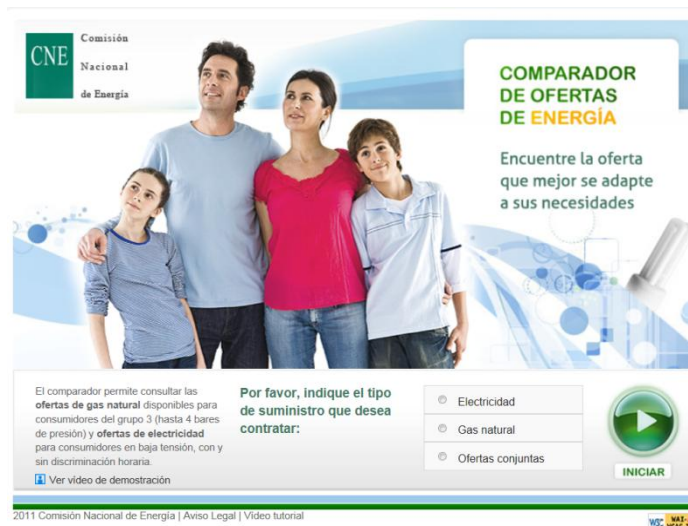 CNE
Comisión
Nacional
de Energía
COMPARADOR
DE OFERTAS
DE ENERGÍA
Encuentre la oferta
que mejor se adapte
a sus necesidades
El comparador permite consultar las
ofertas de gas natural disponibles para
consumidores del grupo 3 (hasta 4 bares
de presión) y ofertas de electricidad
para consumidores en baja tensión, con y
sin discriminación horaria.
Ver vídeo de demostración
Por favor, indique el tipo
de suministro que desea
contratar:
Electricidad
Gas natural
Ofertas conjuntas
INICIAR
2011 Comisión Nacional de Energía | Aviso Legal | Vídeo tutorial
W3C